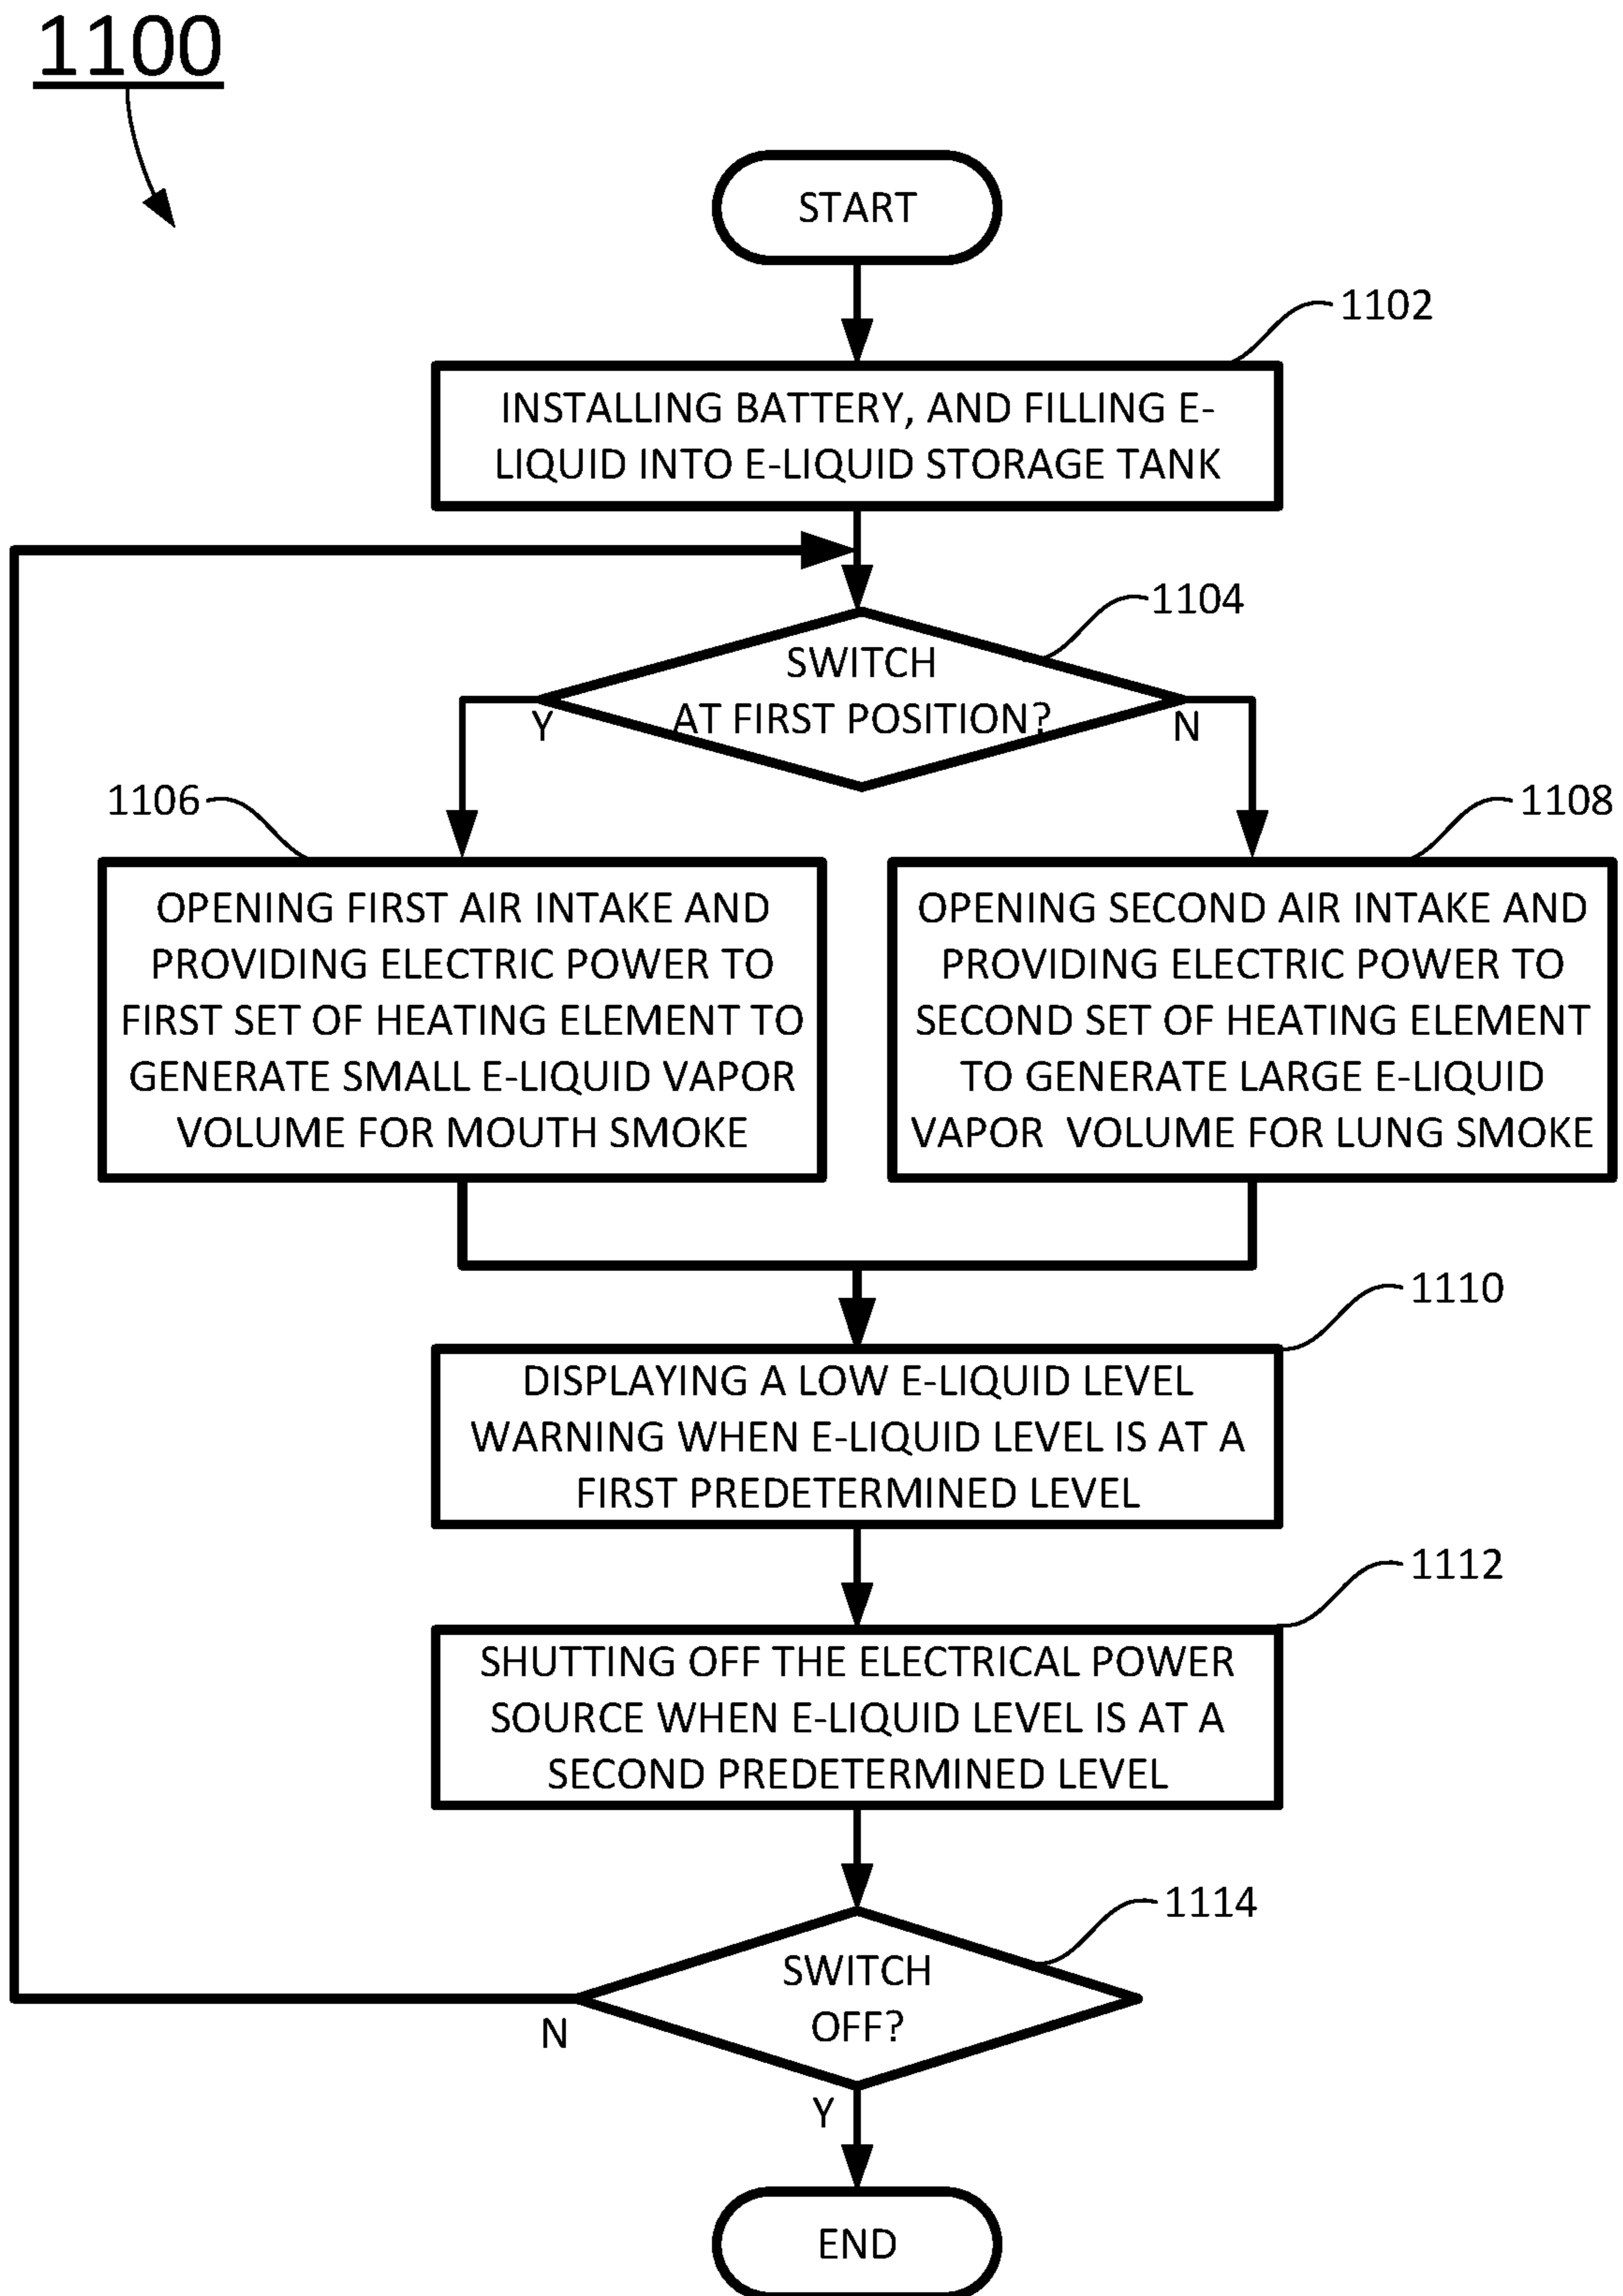 1100
START
1102
INSTALLING BATTERY, AND FILLING E-
LIQUID INTO E-LIQUID STORAGE TANK
1104
SWITCH
AT FIRST POSITION?
Y
N
1106
OPENING FIRST AIR INTAKE AND
PROVIDING ELECTRIC POWER TO
FIRST SET OF HEATING ELEMENT TO
GENERATE SMALL E-LIQUID VAPOR
VOLUME FOR MOUTH SMOKE
1108
OPENING SECOND AIR INTAKE AND
PROVIDING ELECTRIC POWER TO
SECOND SET OF HEATING ELEMENT
TO GENERATE LARGE E-LIQUID
VAPOR VOLUME FOR LUNG SMOKE
1110
DISPLAYING A LOW E-LIQUID LEVEL
WARNING WHEN E-LIQUID LEVEL IS AT A
FIRST PREDETERMINED LEVEL
1112
SHUTTING OFF THE ELECTRICAL POWER
SOURCE WHEN E-LIQUID LEVEL IS AT A
SECOND PREDETERMINED LEVEL
1114
SWITCH
OFF?
N
Y
END